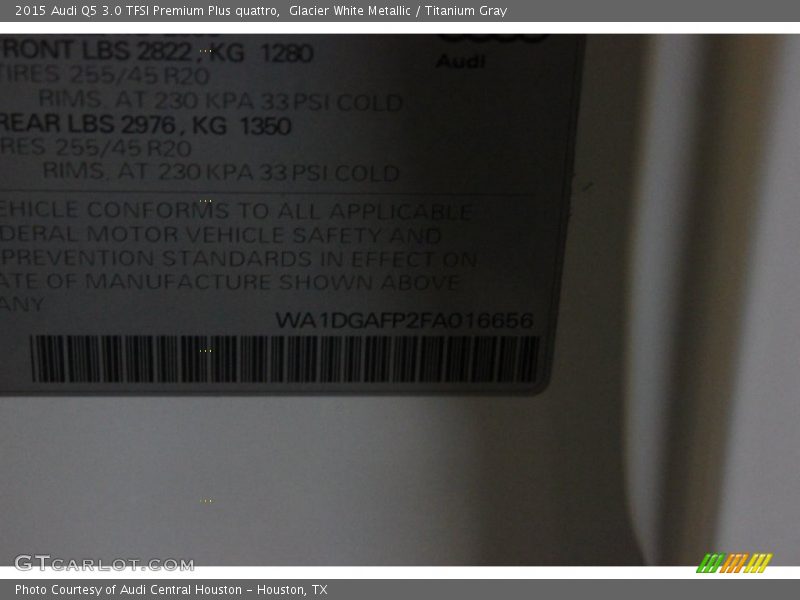 2015 Audi Q5 3.0 TFSI Premium Plus quattro, Glacier White Metallic / Titanium Gray
FRONT LBS 2822, KG 1280
Audi
TIRES 255/45 R20
RIMS, AT 230 KPA 33 PSI COLD
REAR LBS 2976, KG 1350
RES 255/45 R20
RIMS, AT 230 KPA 33 PSI COLD
EHICLE CONFORMS TO ALL APPLICABLE
DERAL MOTOR VEHICLE SAFETY AND
PREVENTION STANDARDS IN EFFECT ON
ATE OF MANUFACTURE SHOWN ABOVE
ANY
WA1DGAFP2FA016656
GTCARLOT.COM
Photo Courtesy of Audi Central Houston - Houston, TX